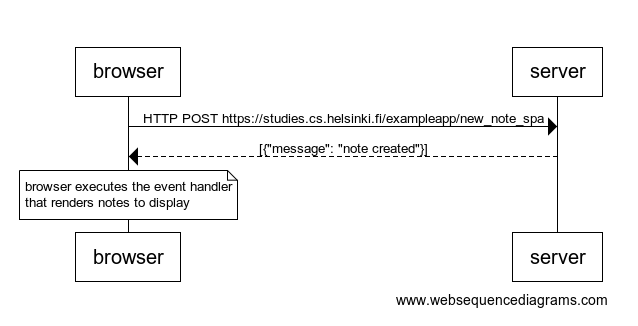 browser
server
HTTP POST https://studies.cs.helsinki.fi/exampleapp/new_note_spa
[{"message": "note created"}]
browser executes the event handler
that renders notes to display
browser
server
www.websequencediagrams.com